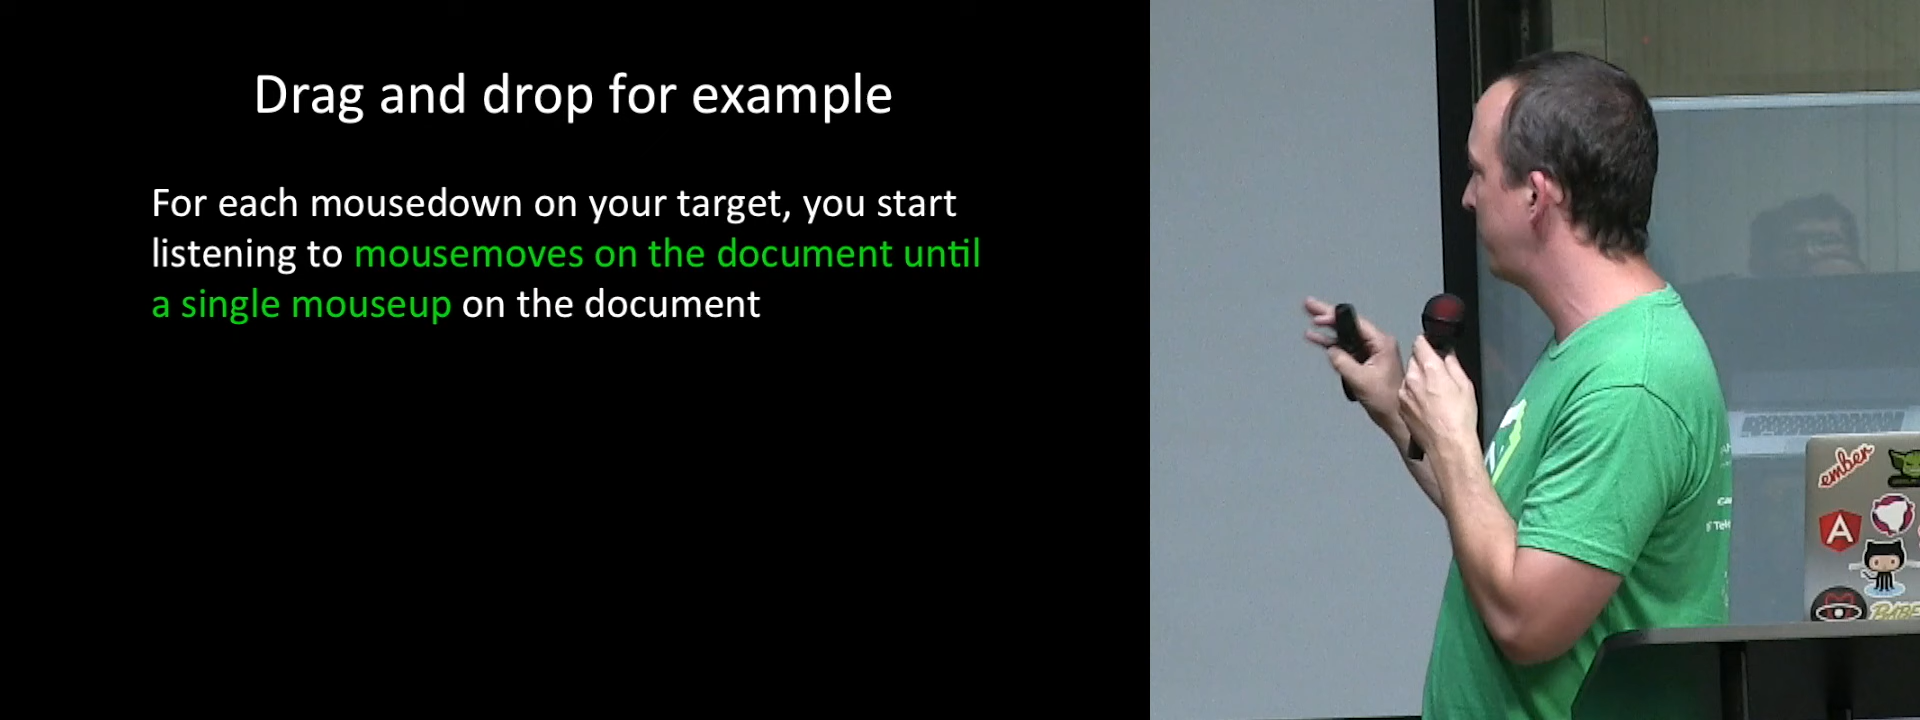 Drag and drop for example
For each mousedown on your target, you start
listening to mousemoves on the document until
a single mouseup on the document
ember
A